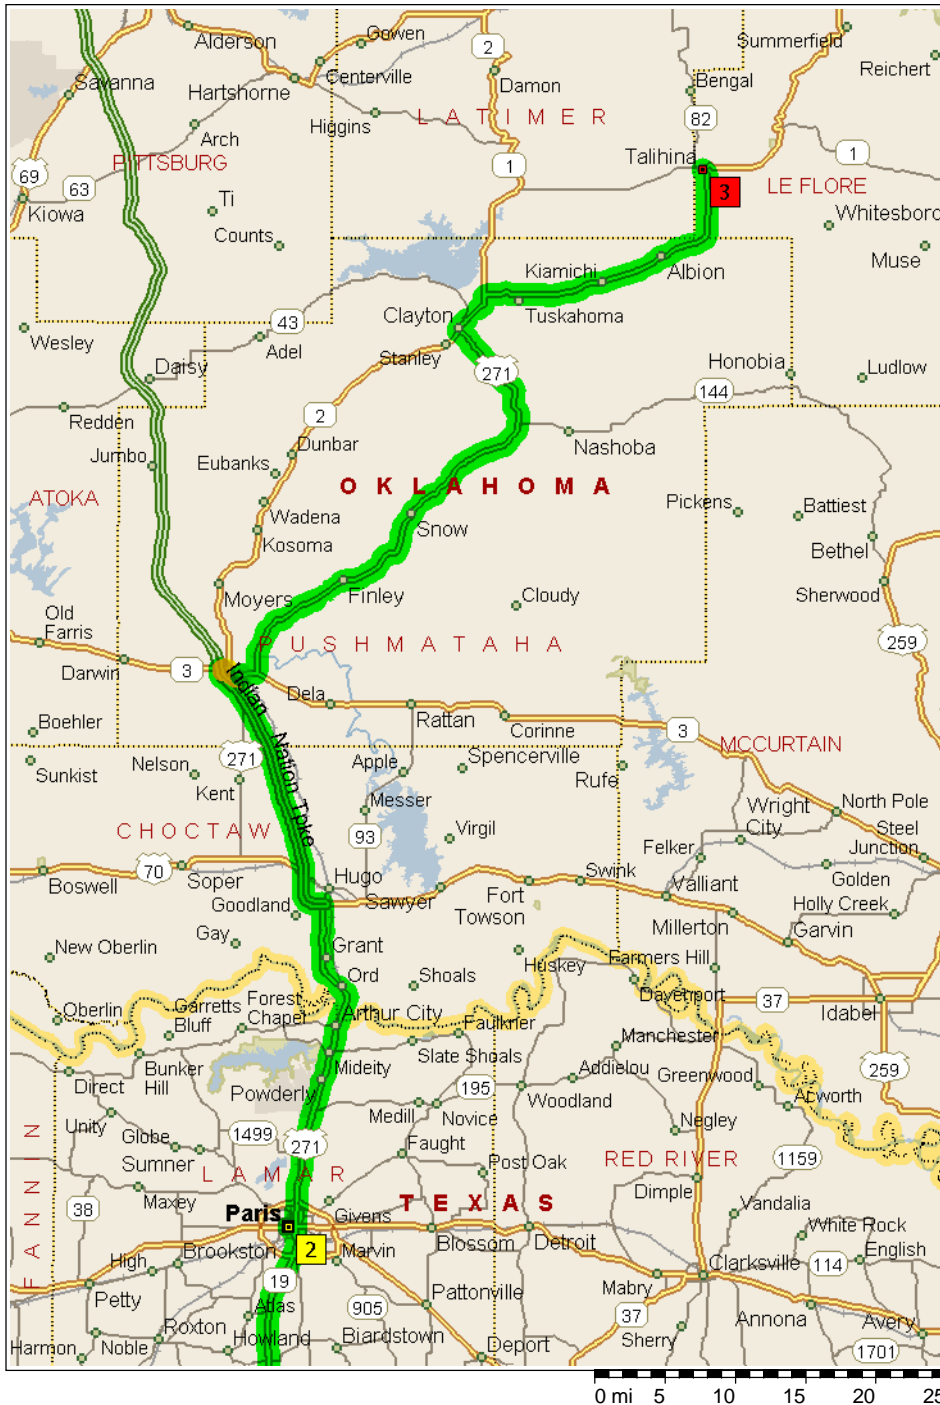 Alderson
Gowen
2
Summerfield
Savanna
Centerville
Hartshorne
Damon
Bengal
Reichert
Higgins
LATIMER
82
Arch
PITTSBURG
Talihina
1
1
69
63
3
LE FLORE
Kiowa
Ti
Whitesboro
Counts
Muse
Kiamichi
Albion
Clayton
Tuskahoma
43
Wesley
Adel
Stanley
Daisy
271
Honobia
Ludlow
144
Redden
2
Dunbar
Nashoba
Jumbo
Eubanks
OKLAHOMA
ATOKA
Pickens
Battiest
Wadena
Snow
Kosoma
Bethel
Moyers
Finley
Cloudy
Sherwood
Old
Farris
PUSHMATAHA
259
Darwin
3
Indian Nation Tpke
Dela
Rattan
Boehler
Corinne
3
MCCURTAIN
271
Sunkist
Nelson
Apple
Spencerville
Rufe
Kent
Messer
Wright
City
North Pole
CHOCTAW
93
Virgil
Steel
Junction
Felker
70
Boswell
Soper
Hugo
Swink
Golden
Goodland
Sawyer
Fort
Towson
Valliant
Holly Creek
Millerton
Garvin
Gay
New Oberlin
Grant
Huskey
Farmers Hill
Ord
Shoals
Davenport
37
Oberlin
Garretts
Bluff
Forest
Chapel
Arthur City
Idabel
Faulkner
Manchester
Slate Shoals
Bunker
Hill
Mideity
Addielou
259
Direct
Powderly
195
Greenwood
Acworth
Woodland
Unity
Medill
Novice
Negley
Globe
1499
271
Faught
Sumner
LAMAR
Post Oak
RED RIVER
1159
FANNIN
Maxey
Dimple
38
TEXAS
Paris
Givens
Vandalia
White Rock
High
Brookston
2
Marvin
Blossom
Detroit
English
114
Clarksville
Petty
19
Mabry
Atlas
905
Pattonville
37
Annona
Avery
Roxton
Harmon
Noble
Howland
Biardstown
Deport
Sherry
1701
0 mi 5 10 15 20 25